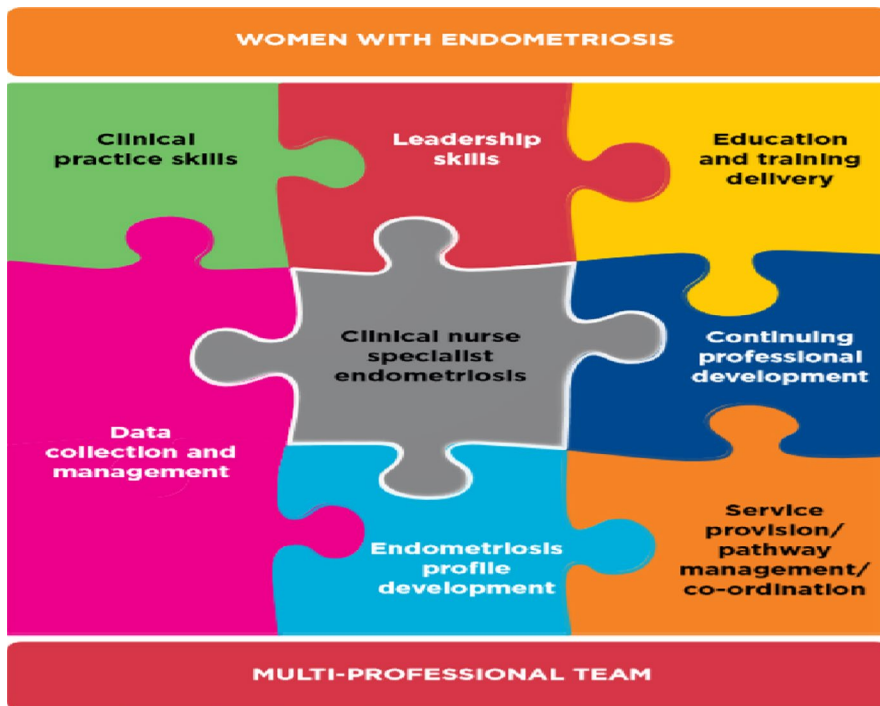 WOMEN WITH ENDOMETRIOSIS
Clinical
practice skills
Leadership
skills
Education
and training
delivery
Clinical nurse
specialist
endometriosis
Continuing
professional
development
Data
collection and
management
Endometriosis
profile
development
Service
provision/
pathway
management/
co-ordination
MULTI-PROFESSIONAL TEAM